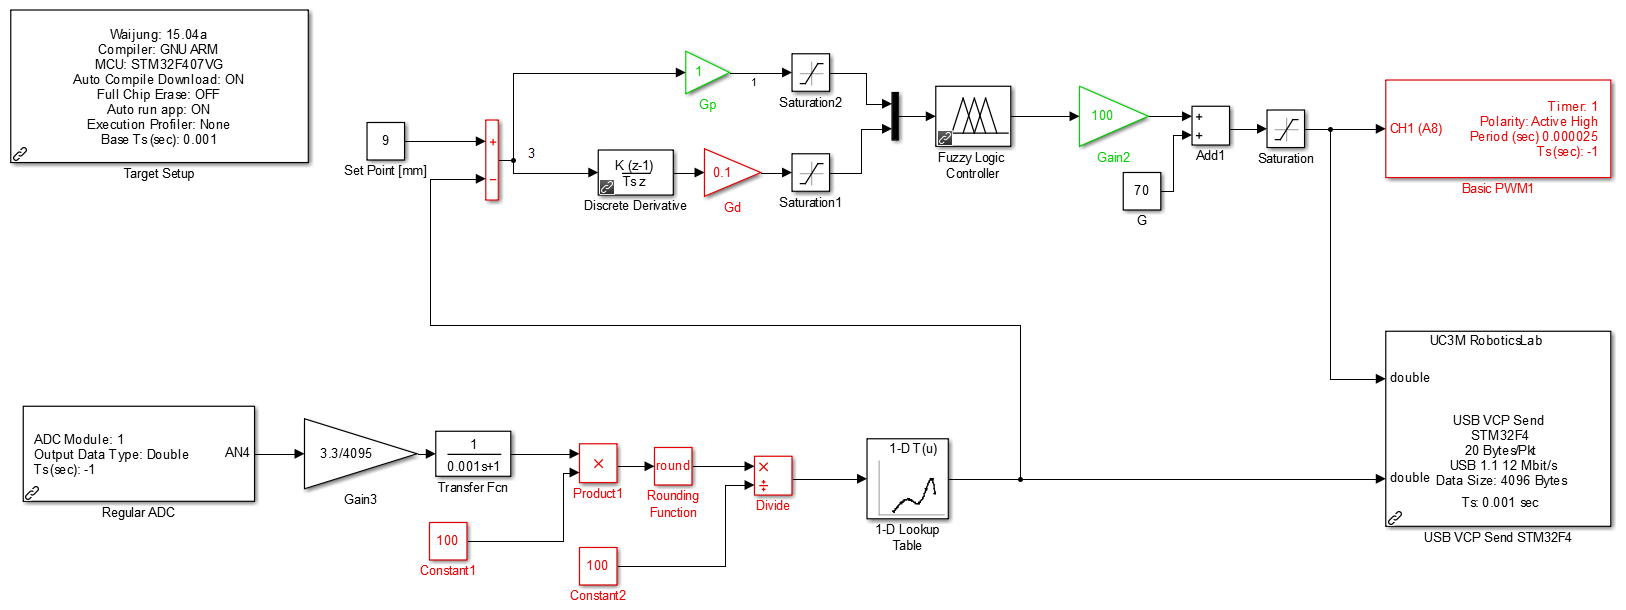 Waijung: 15.04a
Compiler: GNU ARM
MCU: STM32F407VG
Auto Compile Download: ON
Full Chip Erase: OFF
Auto run app: ON
Execution Profiler: None
Base Ts(sec): 0.001
Target Setup
9
Set Point [mm]
+
−
3
1
Gp
1
Saturation2
K (z-1)
Ts z
Discrete Derivative
0.1
Gd
Saturation1
Fuzzy Logic
Controller
100
Gain2
70
G
+
+
Add1
Saturation
CH1 (A8)
Timer: 1
Polarity: Active High
Period (sec) 0.000025
Ts(sec): -1
Basic PWM1
ADC Module: 1
Output Data Type: Double
Ts(sec): -1
AN4
Regular ADC
3.3/4095
Gain3
1
0.001s+1
Transfer Fcn
×
Product1
100
Constant1
round
Rounding
Function
100
Constant2
×
÷
Divide
1-D T(u)
1-D Lookup
Table
UC3M RoboticsLab
double
double
USB VCP Send
STM32F4
20 Bytes/Pkt
USB 1.1 12 Mbit/s
Data Size: 4096 Bytes
Ts: 0.001 sec
USB VCP Send STM32F4